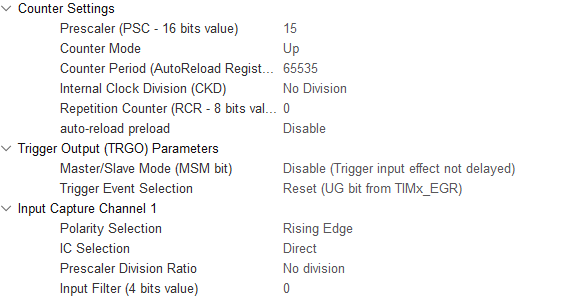 Counter Settings
Prescaler (PSC - 16 bits value) 15
Counter Mode Up
Counter Period (AutoReload Regist... 65535
Internal Clock Division (CKD) No Division
Repetition Counter (RCR - 8 bits val... 0
auto-reload preload Disable
Trigger Output (TRGO) Parameters
Master/Slave Mode (MSM bit) Disable (Trigger input effect not delayed)
Trigger Event Selection Reset (UG bit from TIMx_EGR)
Input Capture Channel 1
Polarity Selection Rising Edge
IC Selection Direct
Prescaler Division Ratio No division
Input Filter (4 bits value) 0